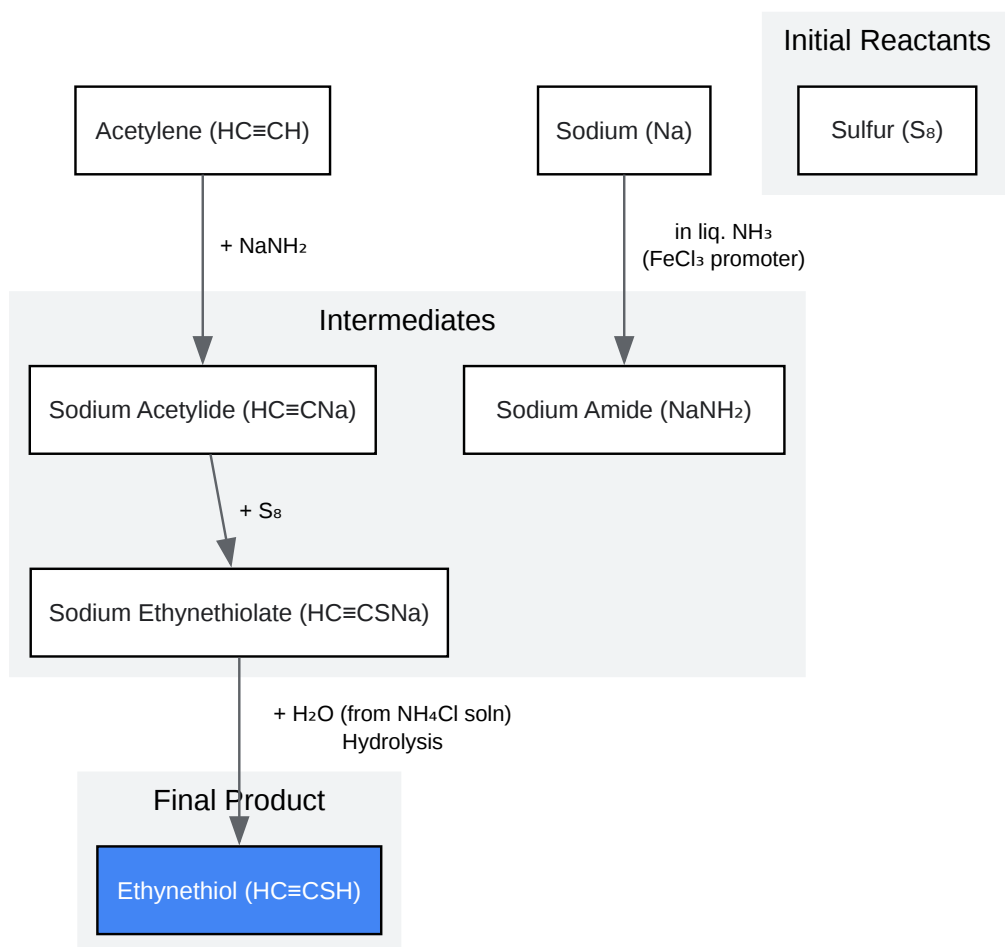 Initial Reactants
Acetylene (HC≡CH)
Sodium (Na)
Sulfur (S₈)
+ NaNH₂
in liq. NH₃
(FeCl₃ promoter)
Intermediates
Sodium Acetylide (HC≡CNa)
Sodium Amide (NaNH₂)
+ S₈
Sodium Ethynethiolate (HC≡CSNa)
+ H₂O (from NH₄Cl soln)
Hydrolysis
Final Product
Ethynethiol (HC≡CSH)